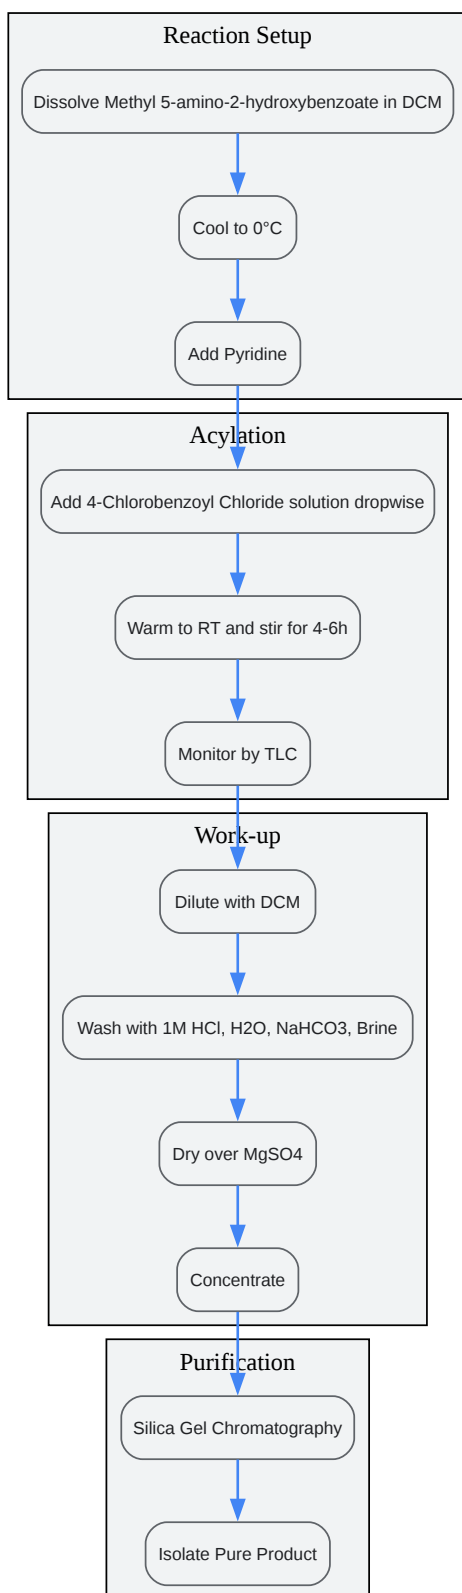 Reaction Setup
Dissolve Methyl 5-amino-2-hydroxybenzoate in DCM
Cool to 0°C
Add Pyridine
Acylation
Add 4-Chlorobenzoyl Chloride solution dropwise
Warm to RT and stir for 4-6h
Monitor by TLC
Work-up
Dilute with DCM
Wash with 1M HCl, H2O, NaHCO3, Brine
Dry over MgSO4
Concentrate
Purification
Silica Gel Chromatography
Isolate Pure Product